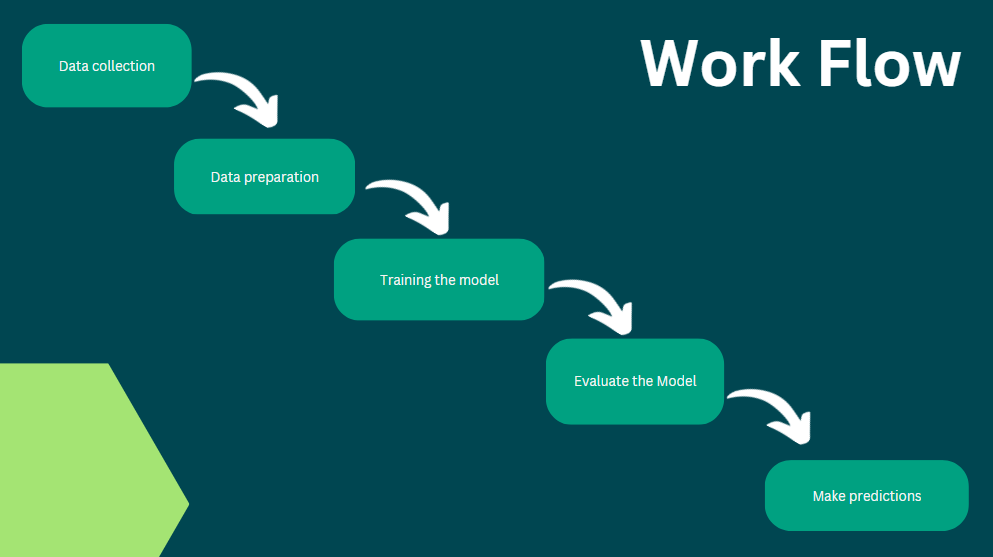 Work Flow
Data collection
Data preparation
Training the model
Evaluate the Model
Make predictions